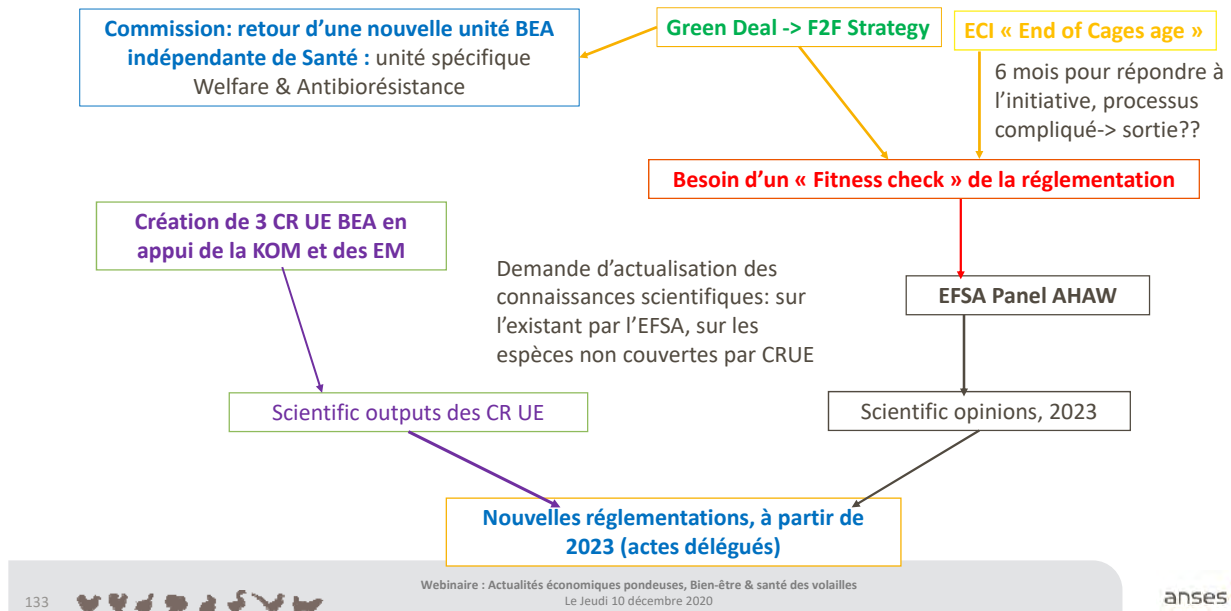 Commission: retour d'une nouvelle unité BEA
indépendante de Santé : unité spécifique
Welfare & Antibiorésistance
Green Deal -> F2F Strategy
ECI « End of Cages age »
6 mois pour répondre à
l'initiative, processus
compliqué-> sortie??
Besoin d'un « Fitness check » de la réglementation
Création de 3 CR UE BEA en
appui de la KOM et des EM
Demande d'actualisation des
connaissances scientifiques: sur
l'existant par l'EFSA, sur les
espèces non couvertes par CRUE
EFSA Panel AHAW
Scientific outputs des CR UE
Scientific opinions, 2023
Nouvelles réglementations, à partir de
2023 (actes délégués)
133
Webinaire : Actualités économiques pondeuses, Bien-être & santé des volailles
Le Jeudi 10 décembre 2020
anses